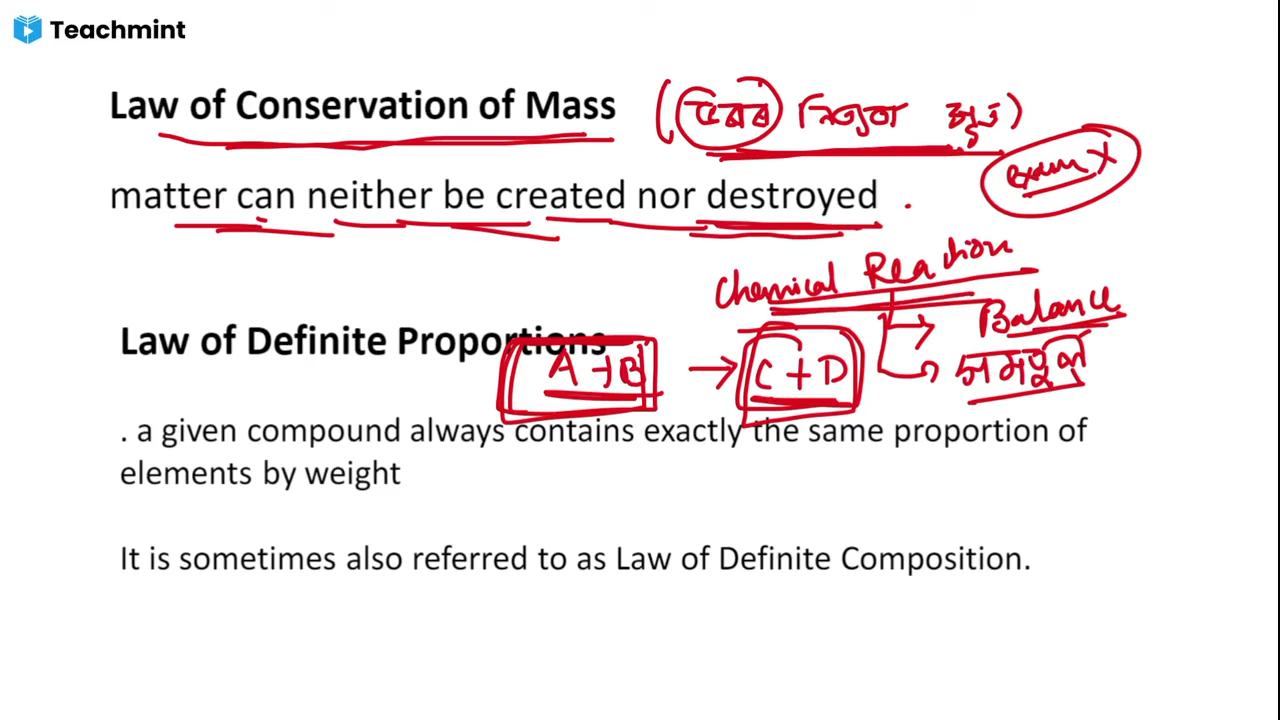 Teachmint
Law of Conservation of Mass
( ভৰৰ নিত্যতা সূত্ৰ )
exam X
matter can neither be created nor destroyed .
Chemical Reaction
Balance
Law of Definite Proportions
A + B → C + D
. a given compound always contains exactly the same proportion of
elements by weight
It is sometimes also referred to as Law of Definite Composition.